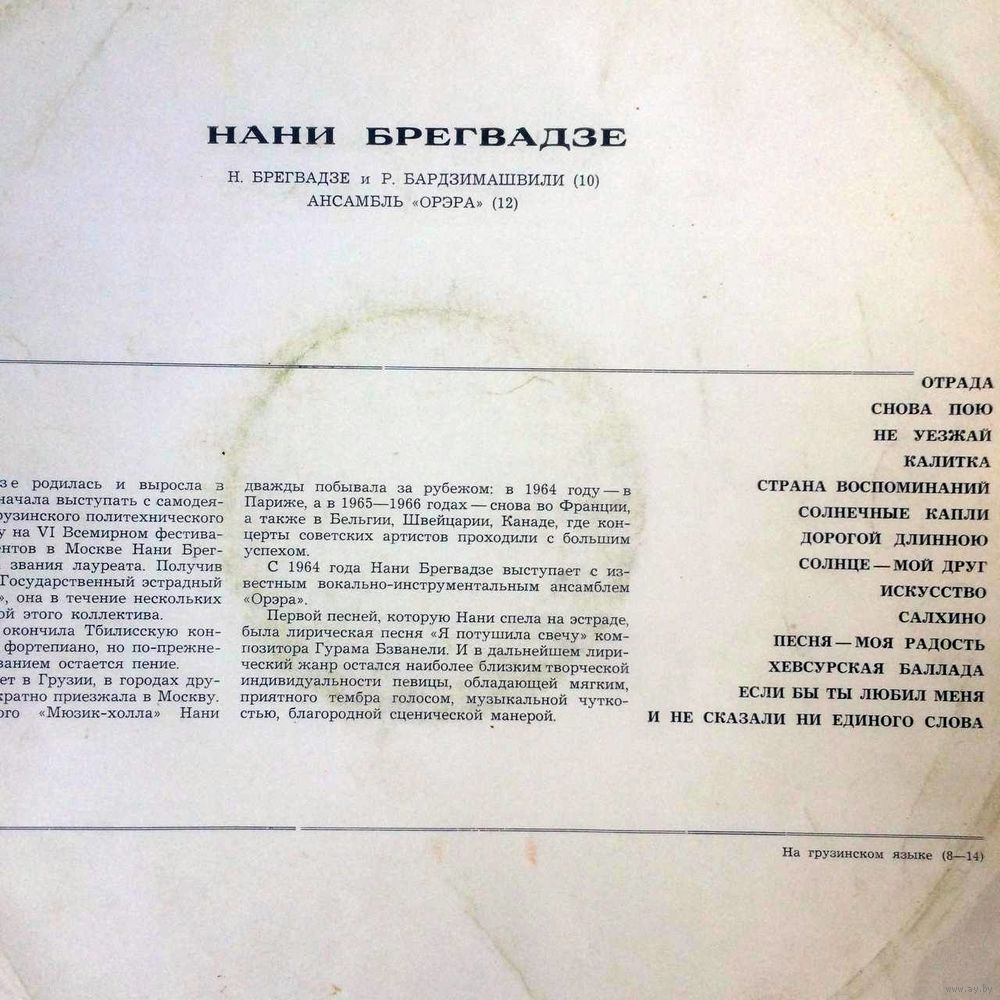 НАНИ БРЕГВАДЗЕ
Н. БРЕГВАДЗЕ и Р. БАРДЗИМАШВИЛИ (10)
АНСАМБЛЬ «ОРЭРА» (12)
зе родилась и выросла в
начала выступать с самодея-
рузинского политехнического
у на VI Всемирном фестива-
ентов в Москве Нани Брег-
звания лауреата. Получив
Государственный эстрадный
», она в течение нескольких
ой этого коллектива.
окончила Тбилисскую кон-
фортепиано, но по-прежне-
ванием остается пение.
ет в Грузии, в городах дру-
кратно приезжала в Москву.
ого «Мюзик-холла» Нани
дважды побывала за рубежом: в 1964 году — в
Париже, а в 1965—1966 годах — снова во Франции,
а также в Бельгии, Швейцарии, Канаде, где кон-
церты советских артистов проходили с большим
успехом.
С 1964 года Нани Брегвадзе выступает с из-
вестным вокально-инструментальным ансамблем
«Орэра».
Первой песней, которую Нани спела на эстраде,
была лирическая песня «Я потушила свечу» ком-
позитора Гурама Бзванели. И в дальнейшем лири-
ческий жанр остался наиболее близким творческой
индивидуальности певицы, обладающей мягким,
приятного тембра голосом, музыкальной чутко-
стью, благородной сценической манерой.
ОТРАДА
СНОВА ПОЮ
НЕ УЕЗЖАЙ
КАЛИТКА
СТРАНА ВОСПОМИНАНИЙ
СОЛНЕЧНЫЕ КАПЛИ
ДОРОГОЙ ДЛИННОЮ
СОЛНЦЕ — МОЙ ДРУГ
ИСКУССТВО
САЛХИНО
ПЕСНЯ — МОЯ РАДОСТЬ
ХЕВСУРСКАЯ БАЛЛАДА
ЕСЛИ БЫ ТЫ ЛЮБИЛ МЕНЯ
И НЕ СКАЗАЛИ НИ ЕДИНОГО СЛОВА
На грузинском языке (8—14)
www.ay.by